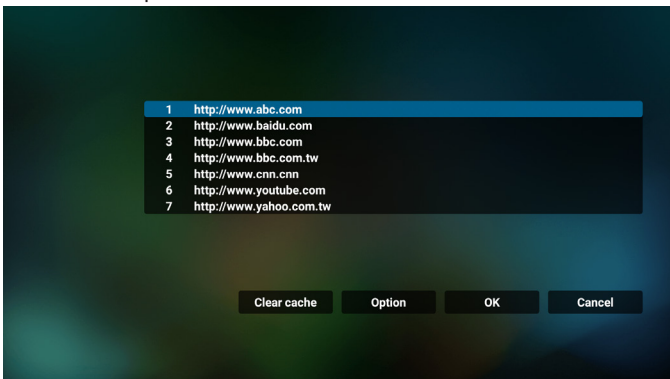 1 http://www.abc.com
2 http://www.baidu.com
3 http://www.bbc.com
4 http://www.bbc.com.tw
5 http://www.cnn.cnn
6 http://www.youtube.com
7 http://www.yahoo.com.tw
Clear cache Option OK Cancel